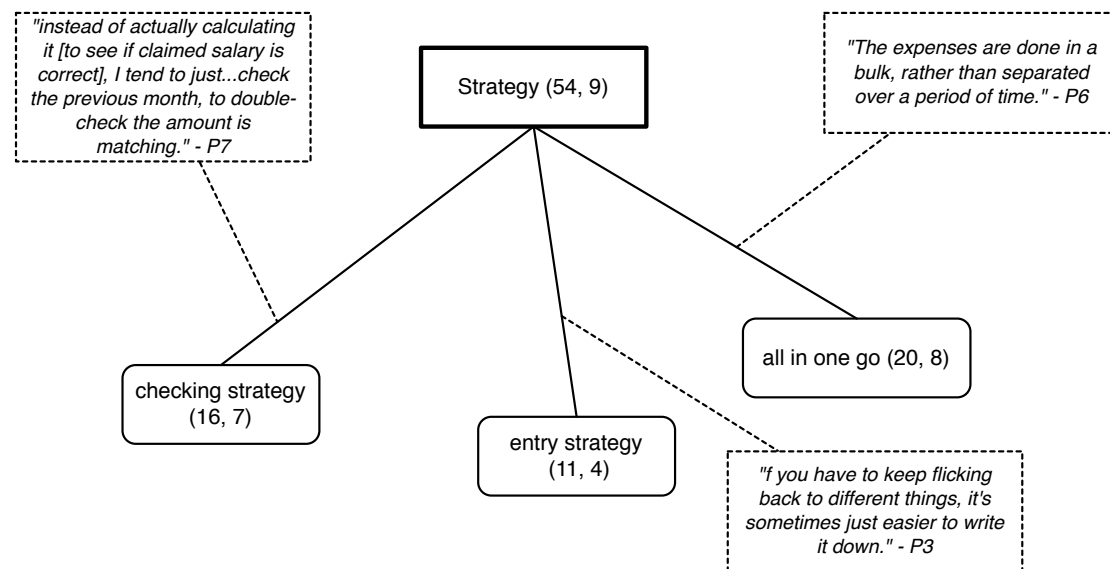 "instead of actually calculating
it [to see if claimed salary is
correct], I tend to just...check
the previous month, to double-
check the amount is
matching." - P7
Strategy (54, 9)
"The expenses are done in a
bulk, rather than separated
over a period of time." - P6
checking strategy
(16, 7)
entry strategy
(11, 4)
all in one go (20, 8)
"f you have to keep flicking
back to different things, it's
sometimes just easier to write
it down." - P3